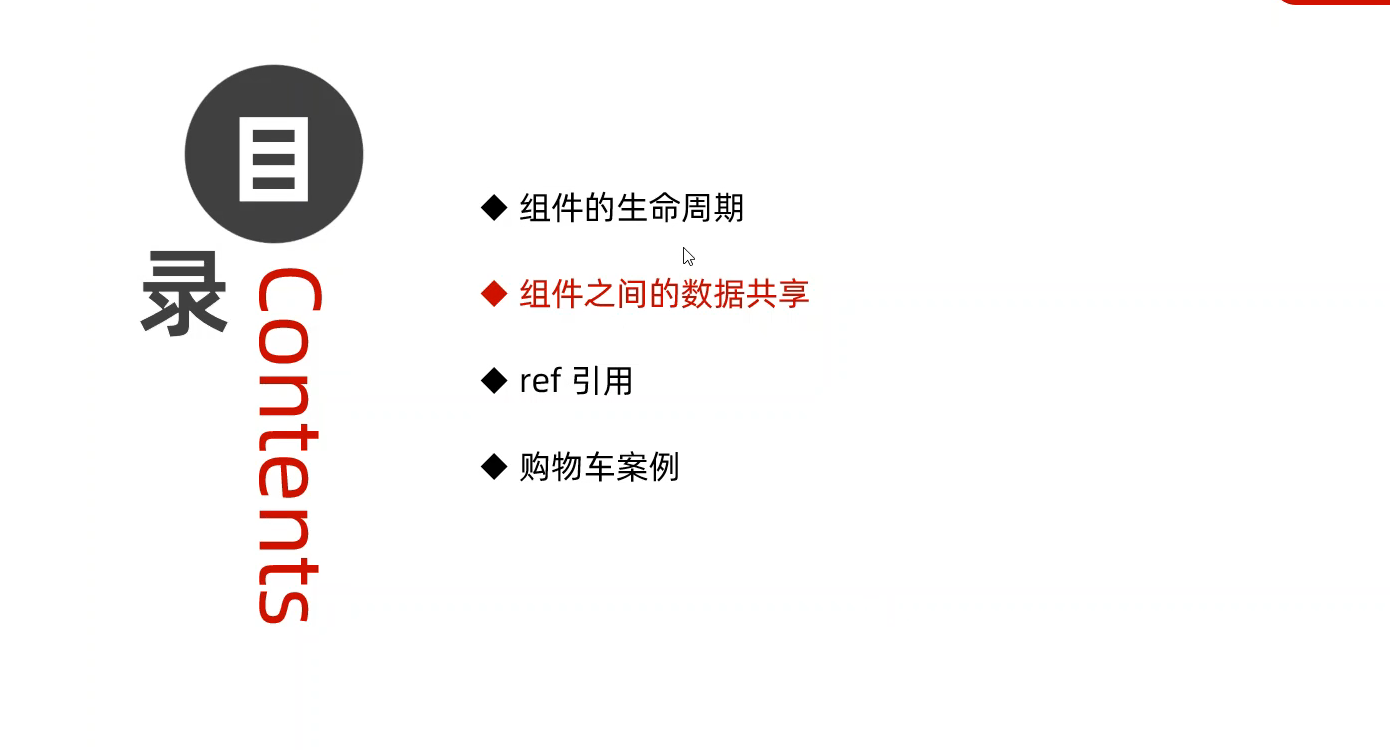 目录
Contents
◆ 组件的生命周期
◆ 组件之间的数据共享
◆ ref 引用
◆ 购物车案例